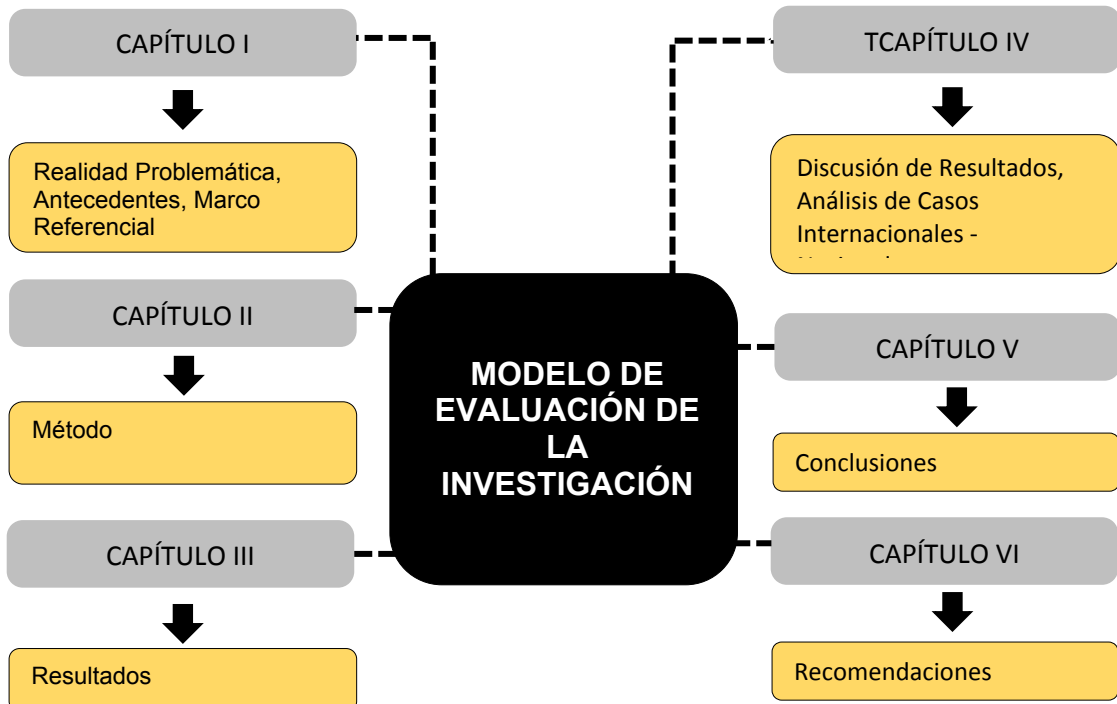 CAPÍTULO I
Realidad Problemática,
Antecedentes, Marco
Referencial
CAPÍTULO II
Método
CAPÍTULO III
Resultados
MODELO DE
EVALUACIÓN DE
LA
INVESTIGACIÓN
TCAPÍTULO IV
Discusión de Resultados,
Análisis de Casos
Internacionales -
CAPÍTULO V
Conclusiones
CAPÍTULO VI
Recomendaciones